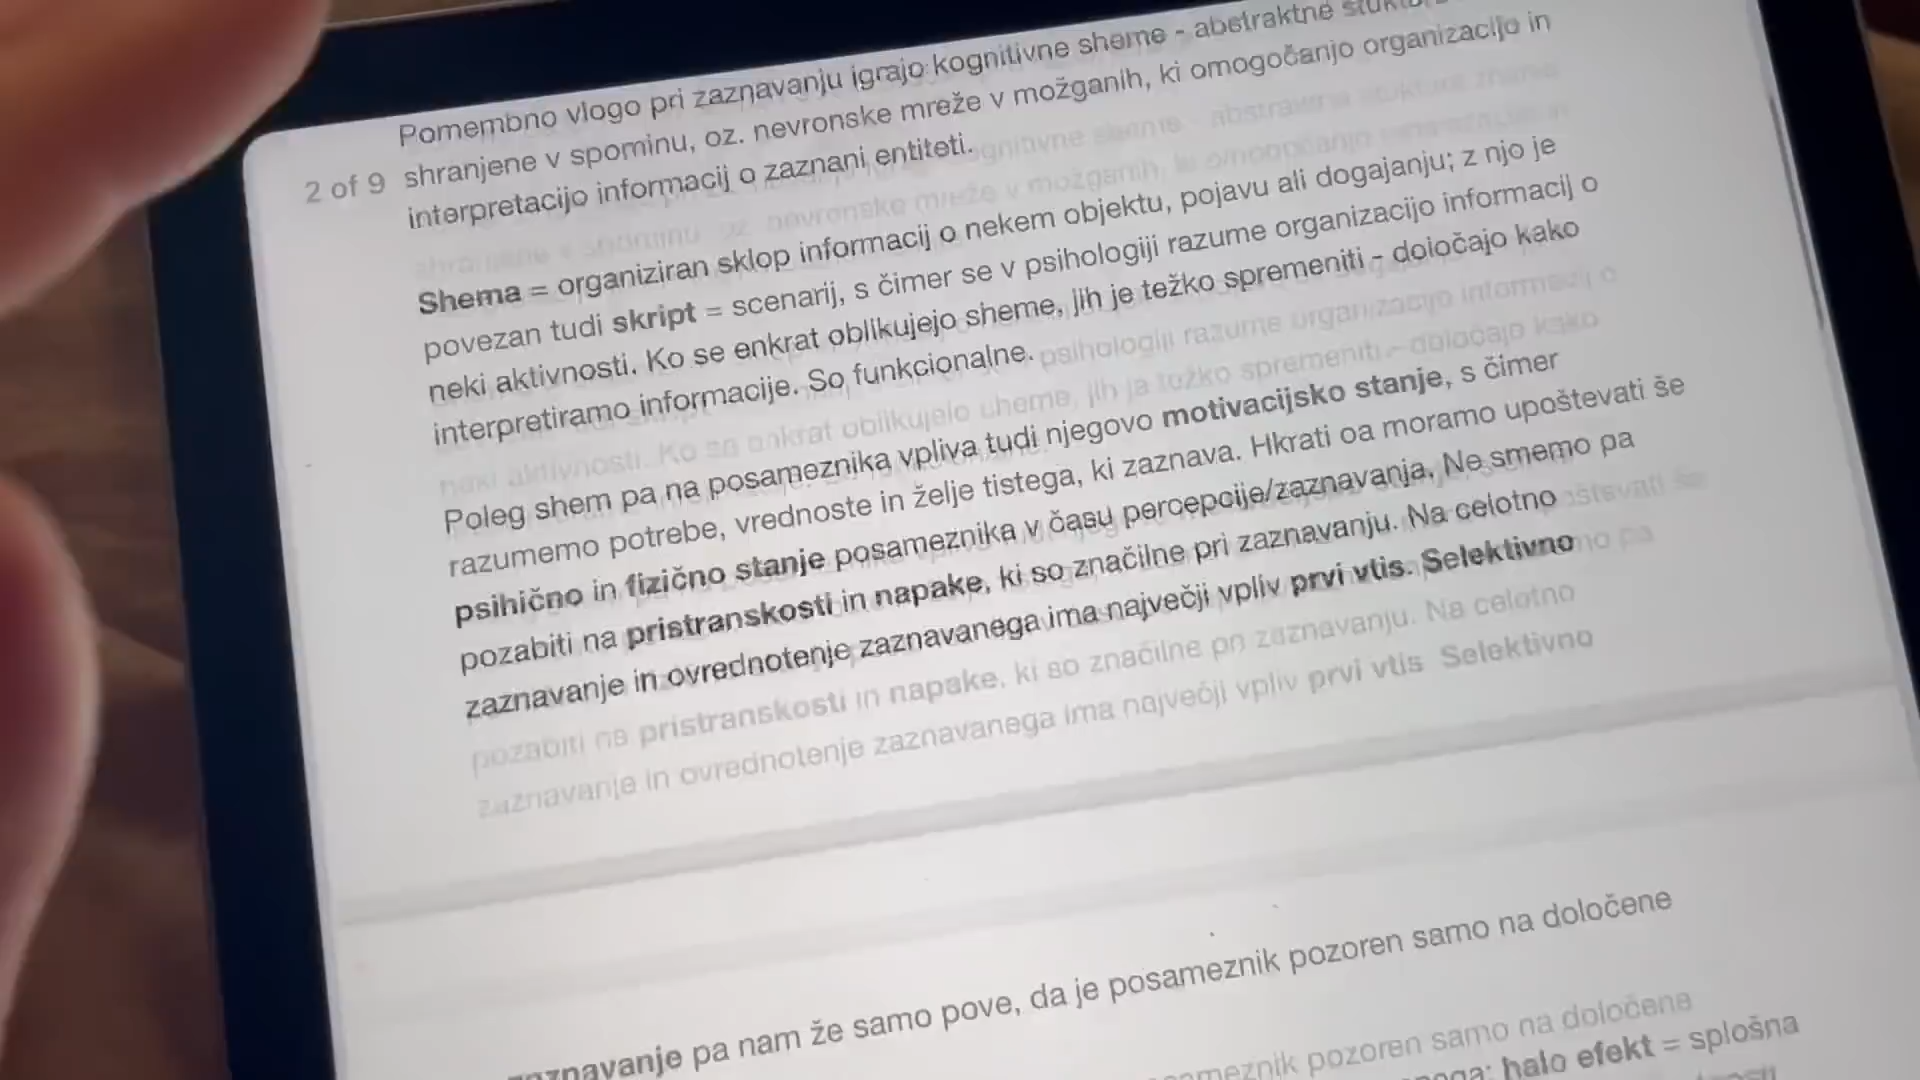 Pomembno vlogo pri zaznavanju igrajo kognitivne sheme - abstraktne
2 of 9
shranjene v spominu, oz. nevronske mreže v možganih, ki omogočanjo organizacijo in
interpretacijo informacij o zaznani entiteti.
Shema = organiziran sklop informacij o nekem objektu, pojavu ali dogajanju; z njo je
povezan tudi skript = scenarij, s čimer se v psihologiji razume organizacijo informacij o
neki aktivnosti. Ko se enkrat oblikujejo sheme, jih je težko spremeniti - določajo kako
interpretiramo informacije. So funkcionalne.
Poleg shem pa na posameznika vpliva tudi njegovo motivacijsko stanje, s čimer
razumemo potrebe, vrednoste in želje tistega, ki zaznava. Hkrati oa moramo upoštevati še
psihično in fizično stanje posameznika v času percepcije/zaznavanja. Ne smemo pa
pozabiti na pristranskosti in napake, ki so značilne pri zaznavanju. Na celotno
zaznavanje in ovrednotenje zaznavanega ima največji vpliv prvi vtis. Selektivno
zaznavanje pa nam že samo pove, da je posameznik pozoren samo na določene
halo efekt = splošna